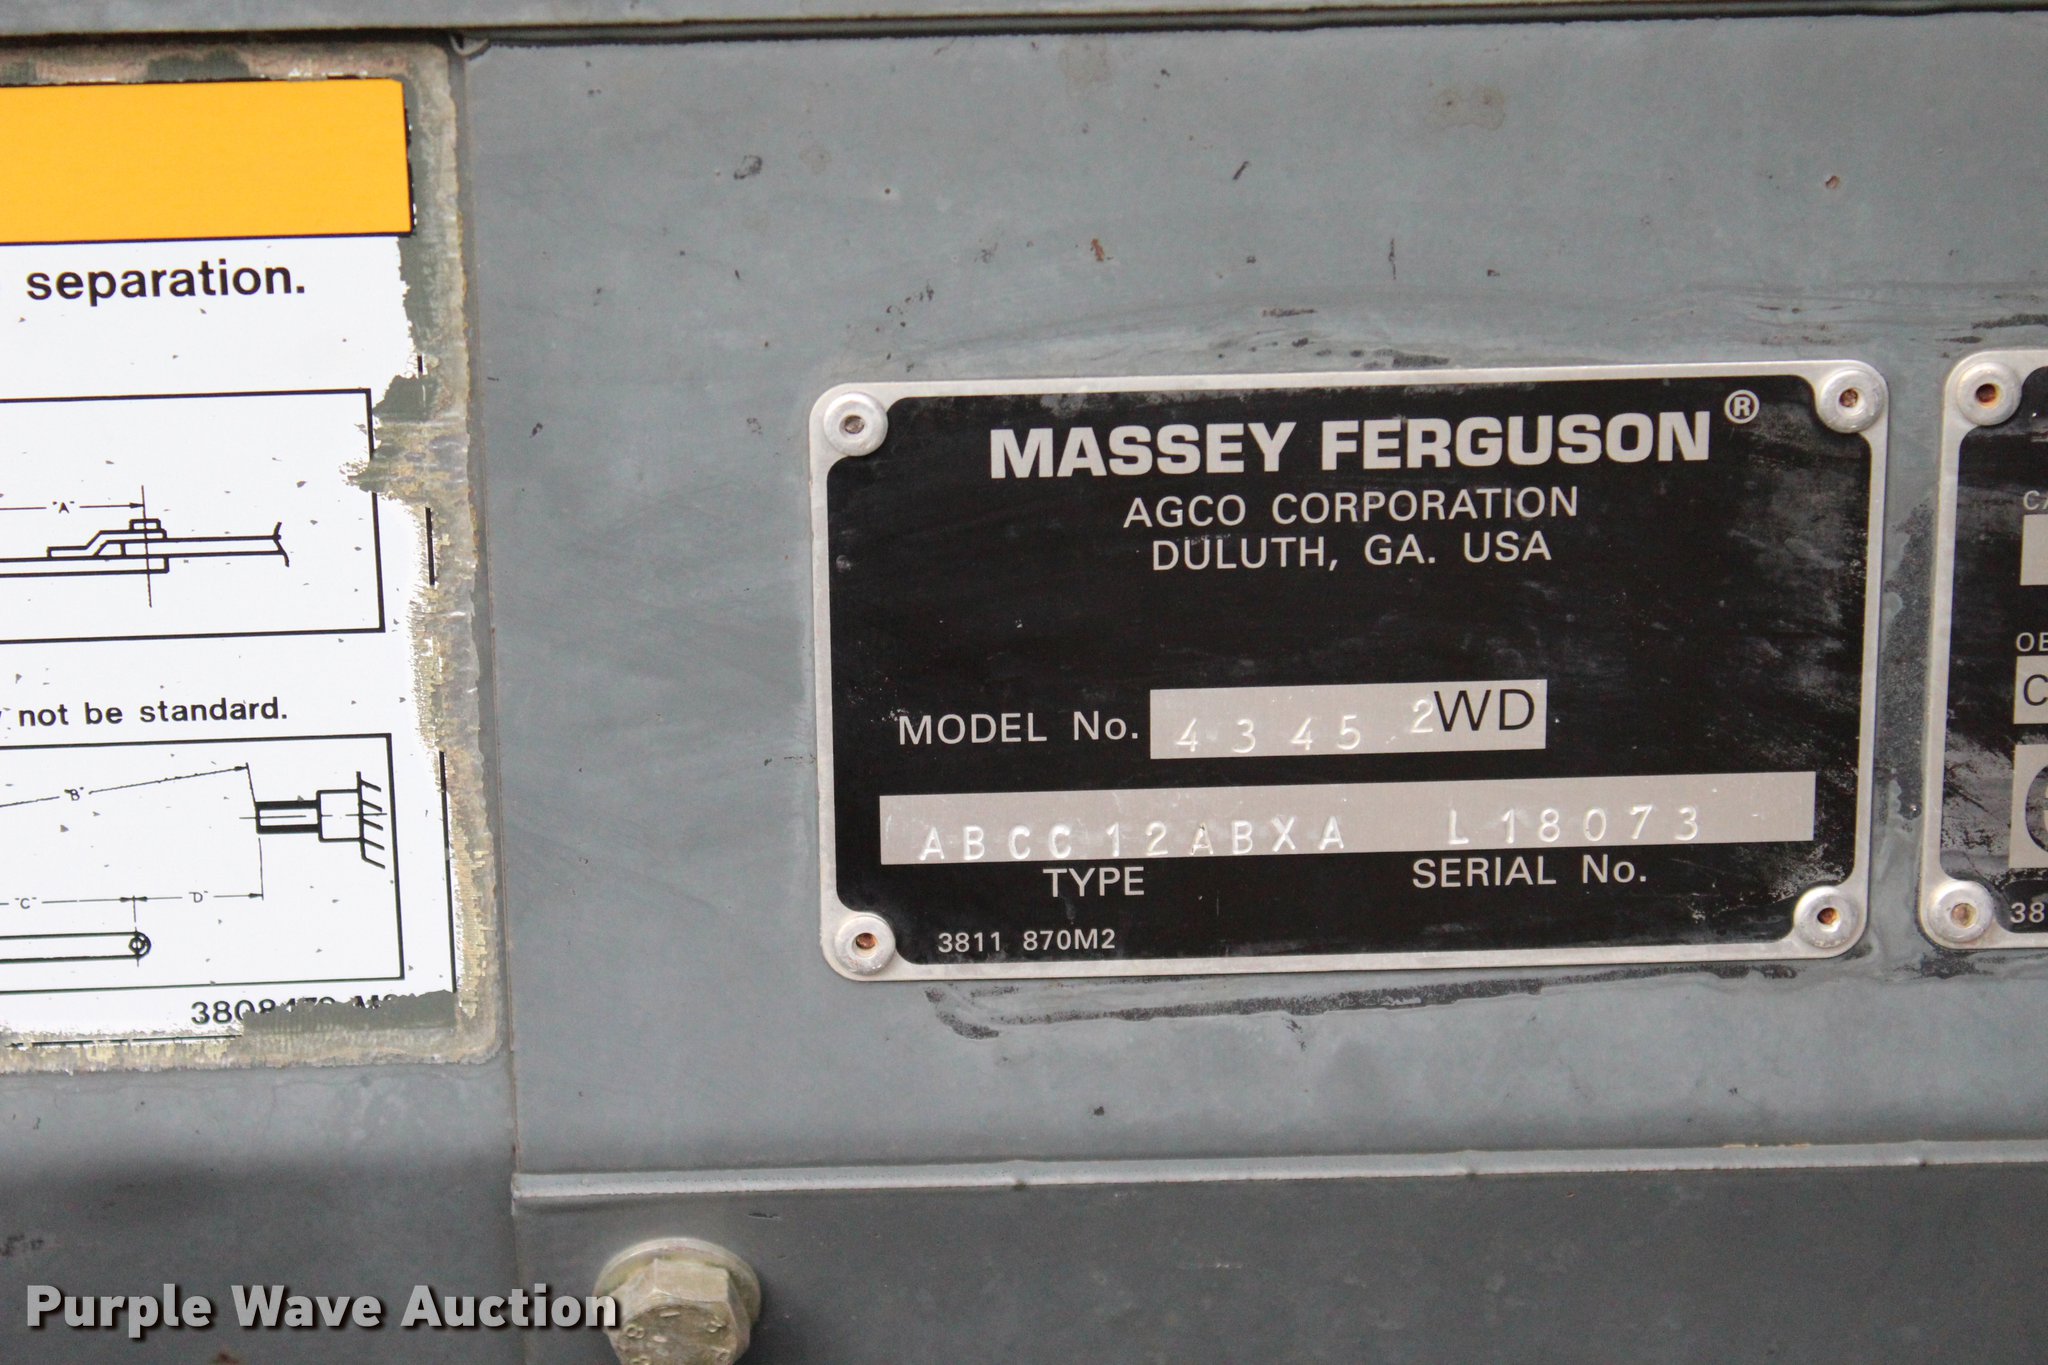 separation.
"A"
not be standard.
"B"
"C" "D"
MASSEY FERGUSON®
AGCO CORPORATION
DULUTH, GA. USA
MODEL No. 4345 2WD
ABCC12ABXA L18073
TYPE SERIAL No.
3811 870M2
Purple Wave Auction